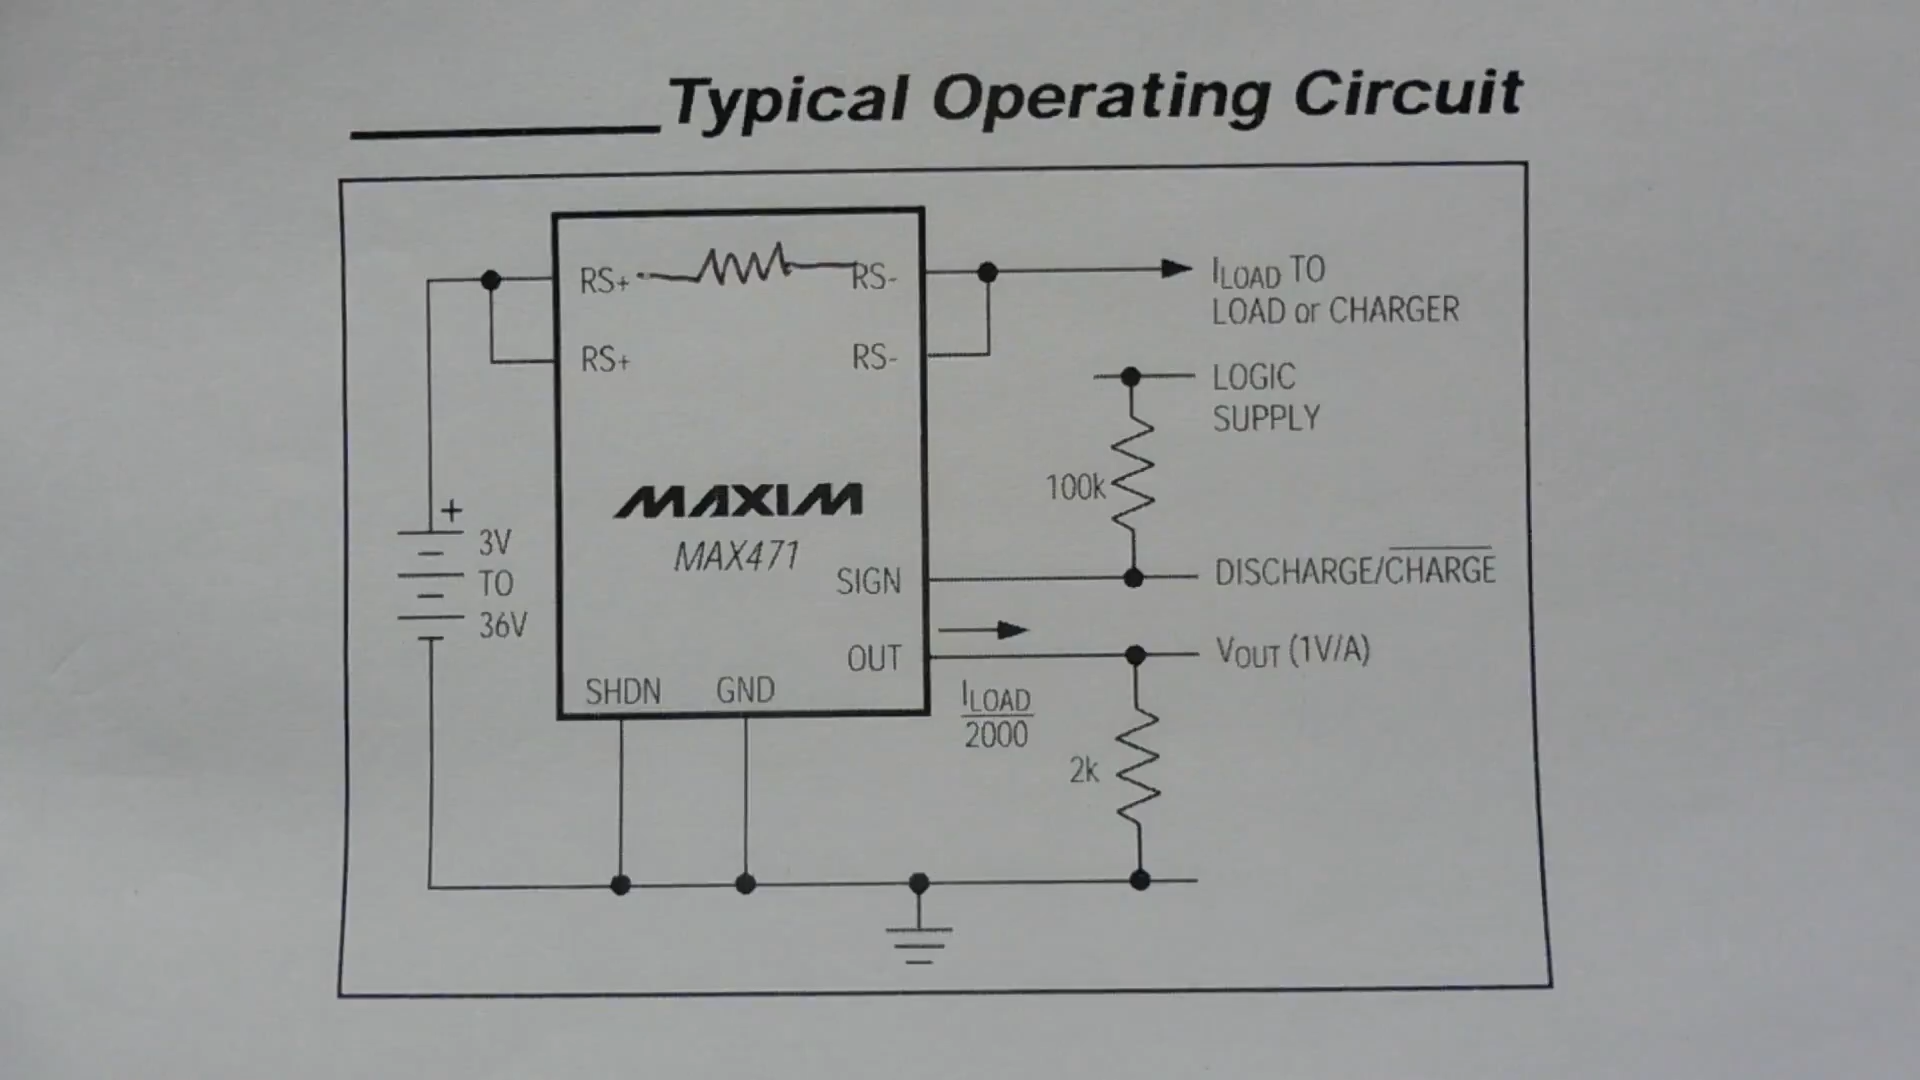 Typical Operating Circuit
RS+ RS-
RS+ RS-
ILOAD TO
LOAD or CHARGER
LOGIC
SUPPLY
100k
+
3V
TO
36V
MAXIM
MAX471
SIGN
DISCHARGE/CHARGE
OUT
VOUT (1V/A)
SHDN GND
ILOAD
2000
2k